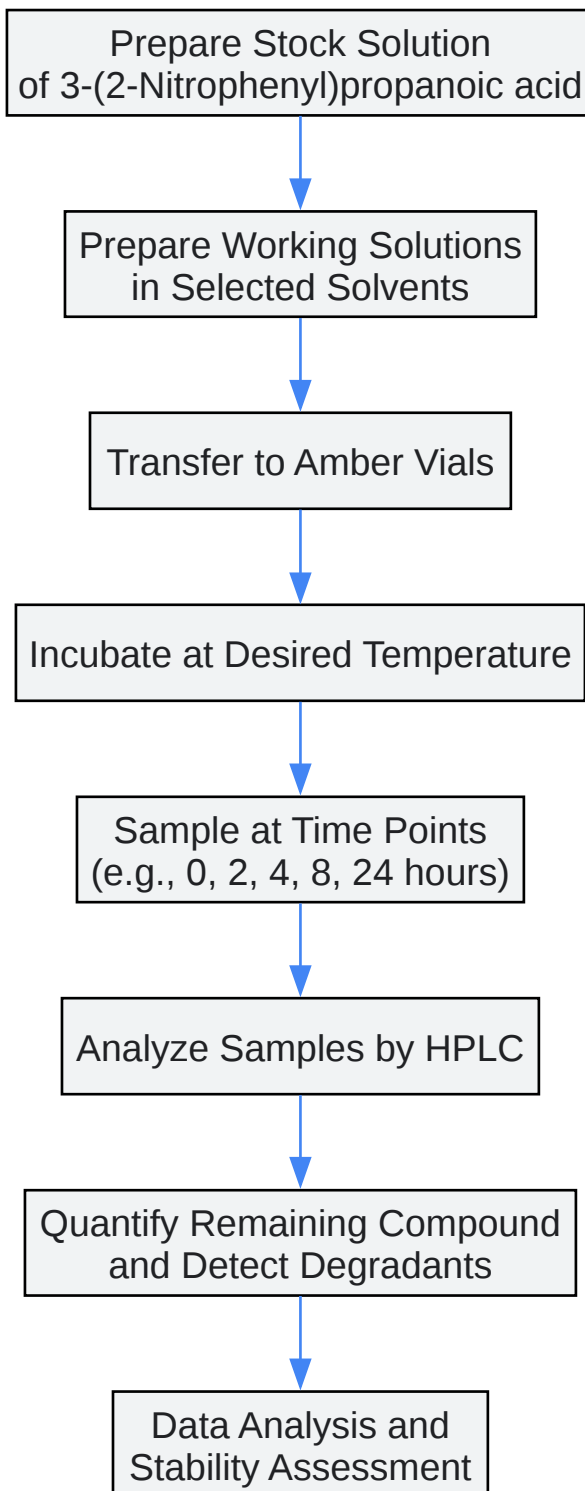 Prepare Stock Solution
of 3-(2-Nitrophenyl)propanoic acid
Prepare Working Solutions
in Selected Solvents
Transfer to Amber Vials
Incubate at Desired Temperature
Sample at Time Points
(e.g., 0, 2, 4, 8, 24 hours)
Analyze Samples by HPLC
Quantify Remaining Compound
and Detect Degradants
Data Analysis and
Stability Assessment